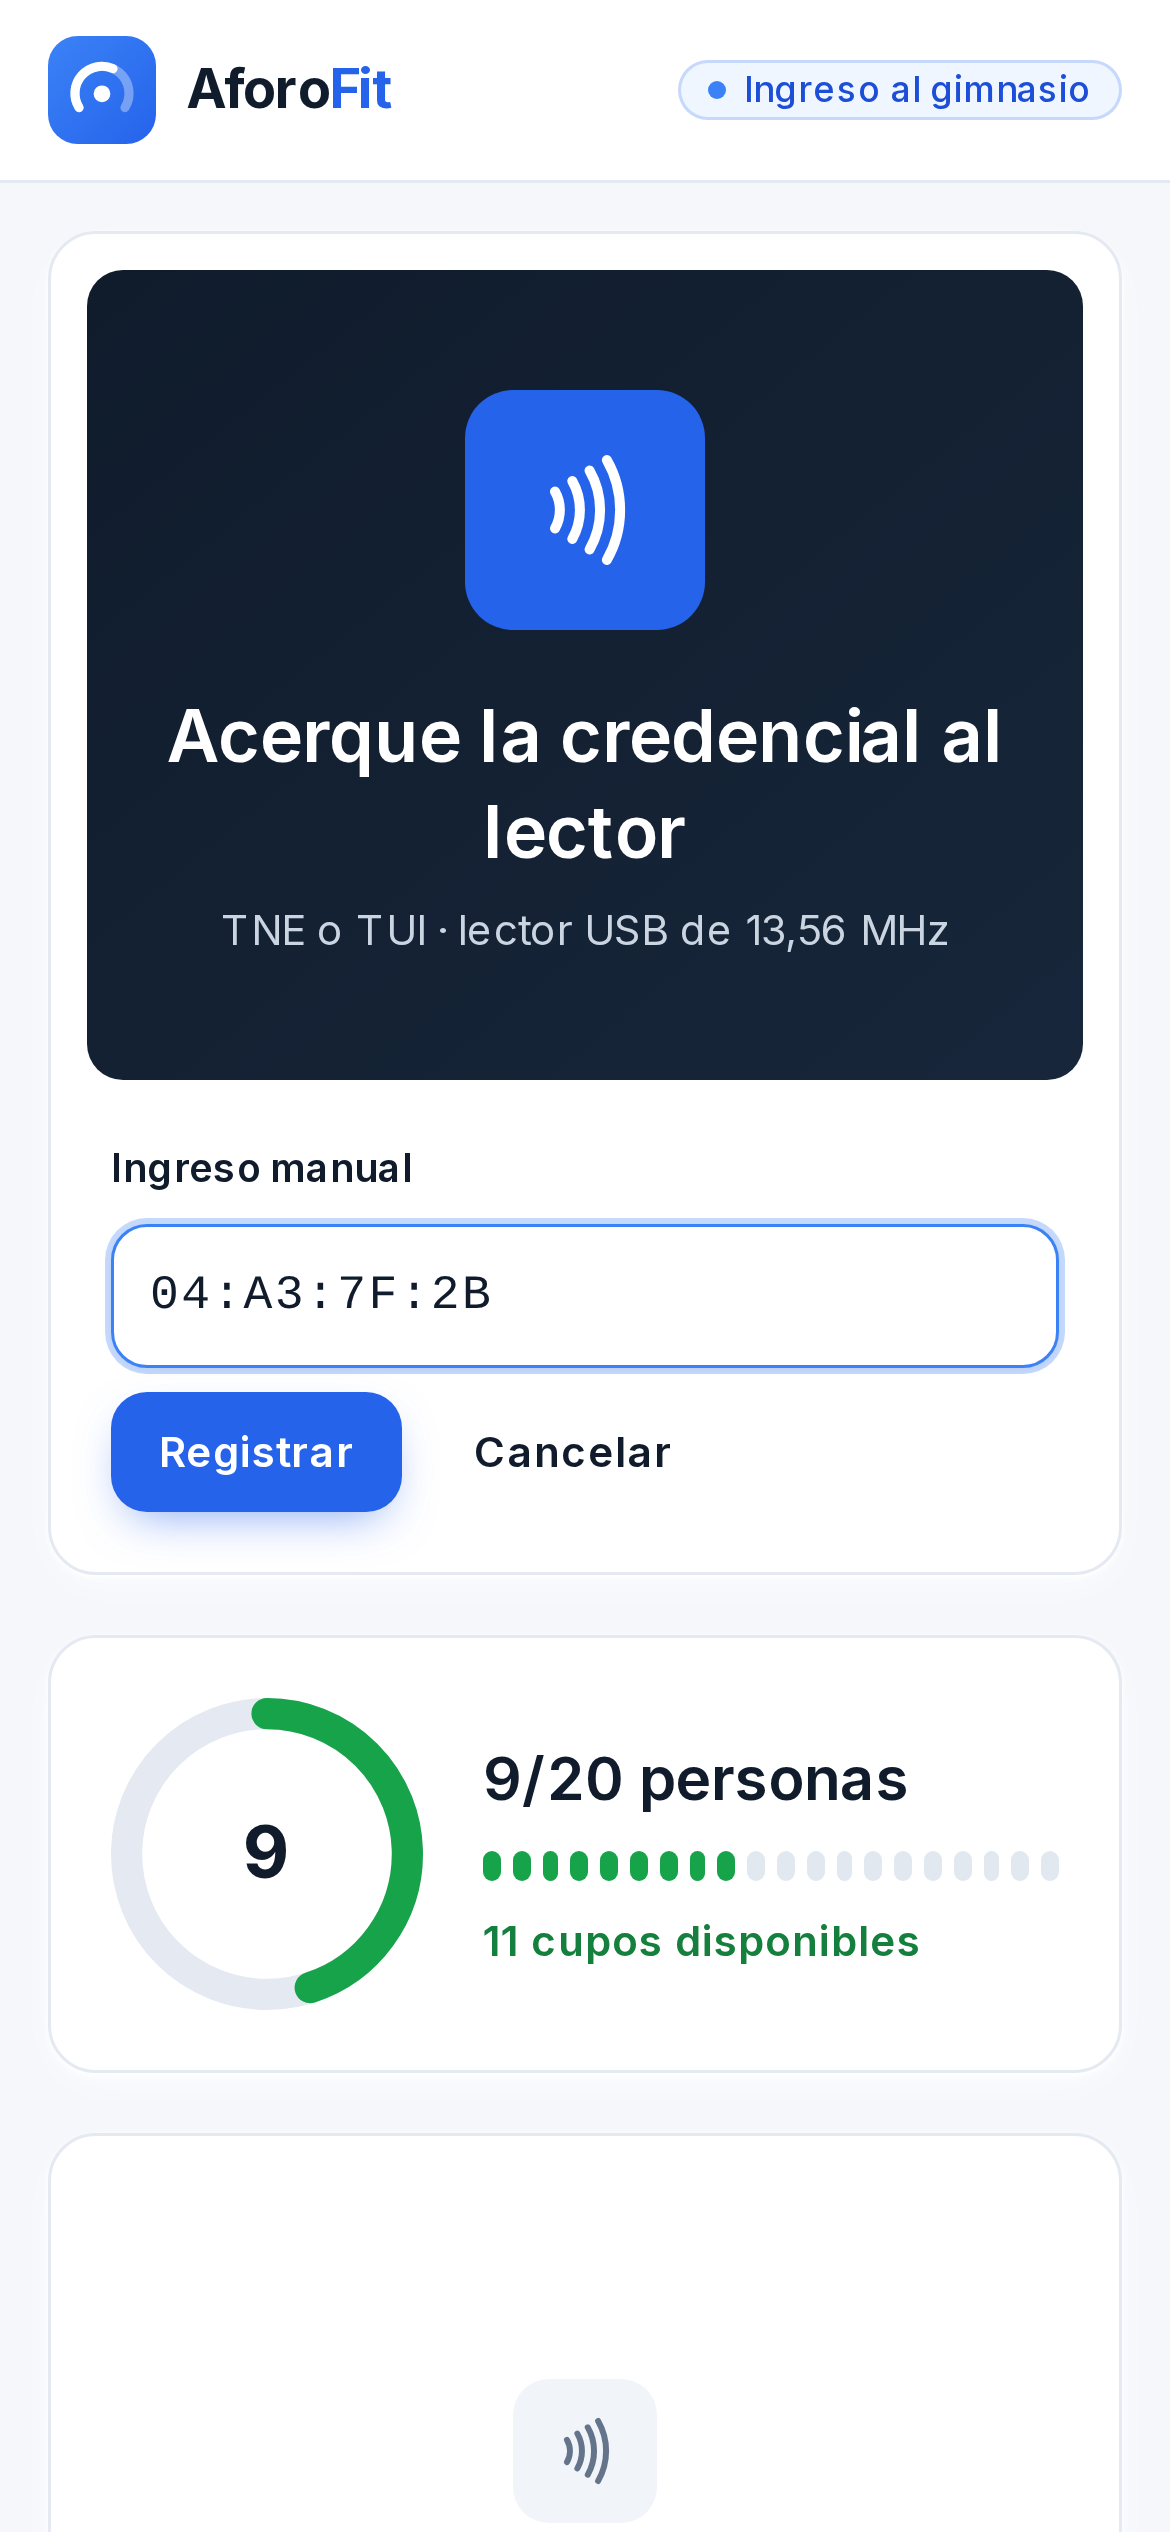 AforoFit
Ingreso al gimnasio
Acerque la credencial al
lector
TNE o TUI · lector USB de 13,56 MHz
Ingreso manual
04:A3:7F:2B
Registrar
Cancelar
9
9/20 personas
11 cupos disponibles